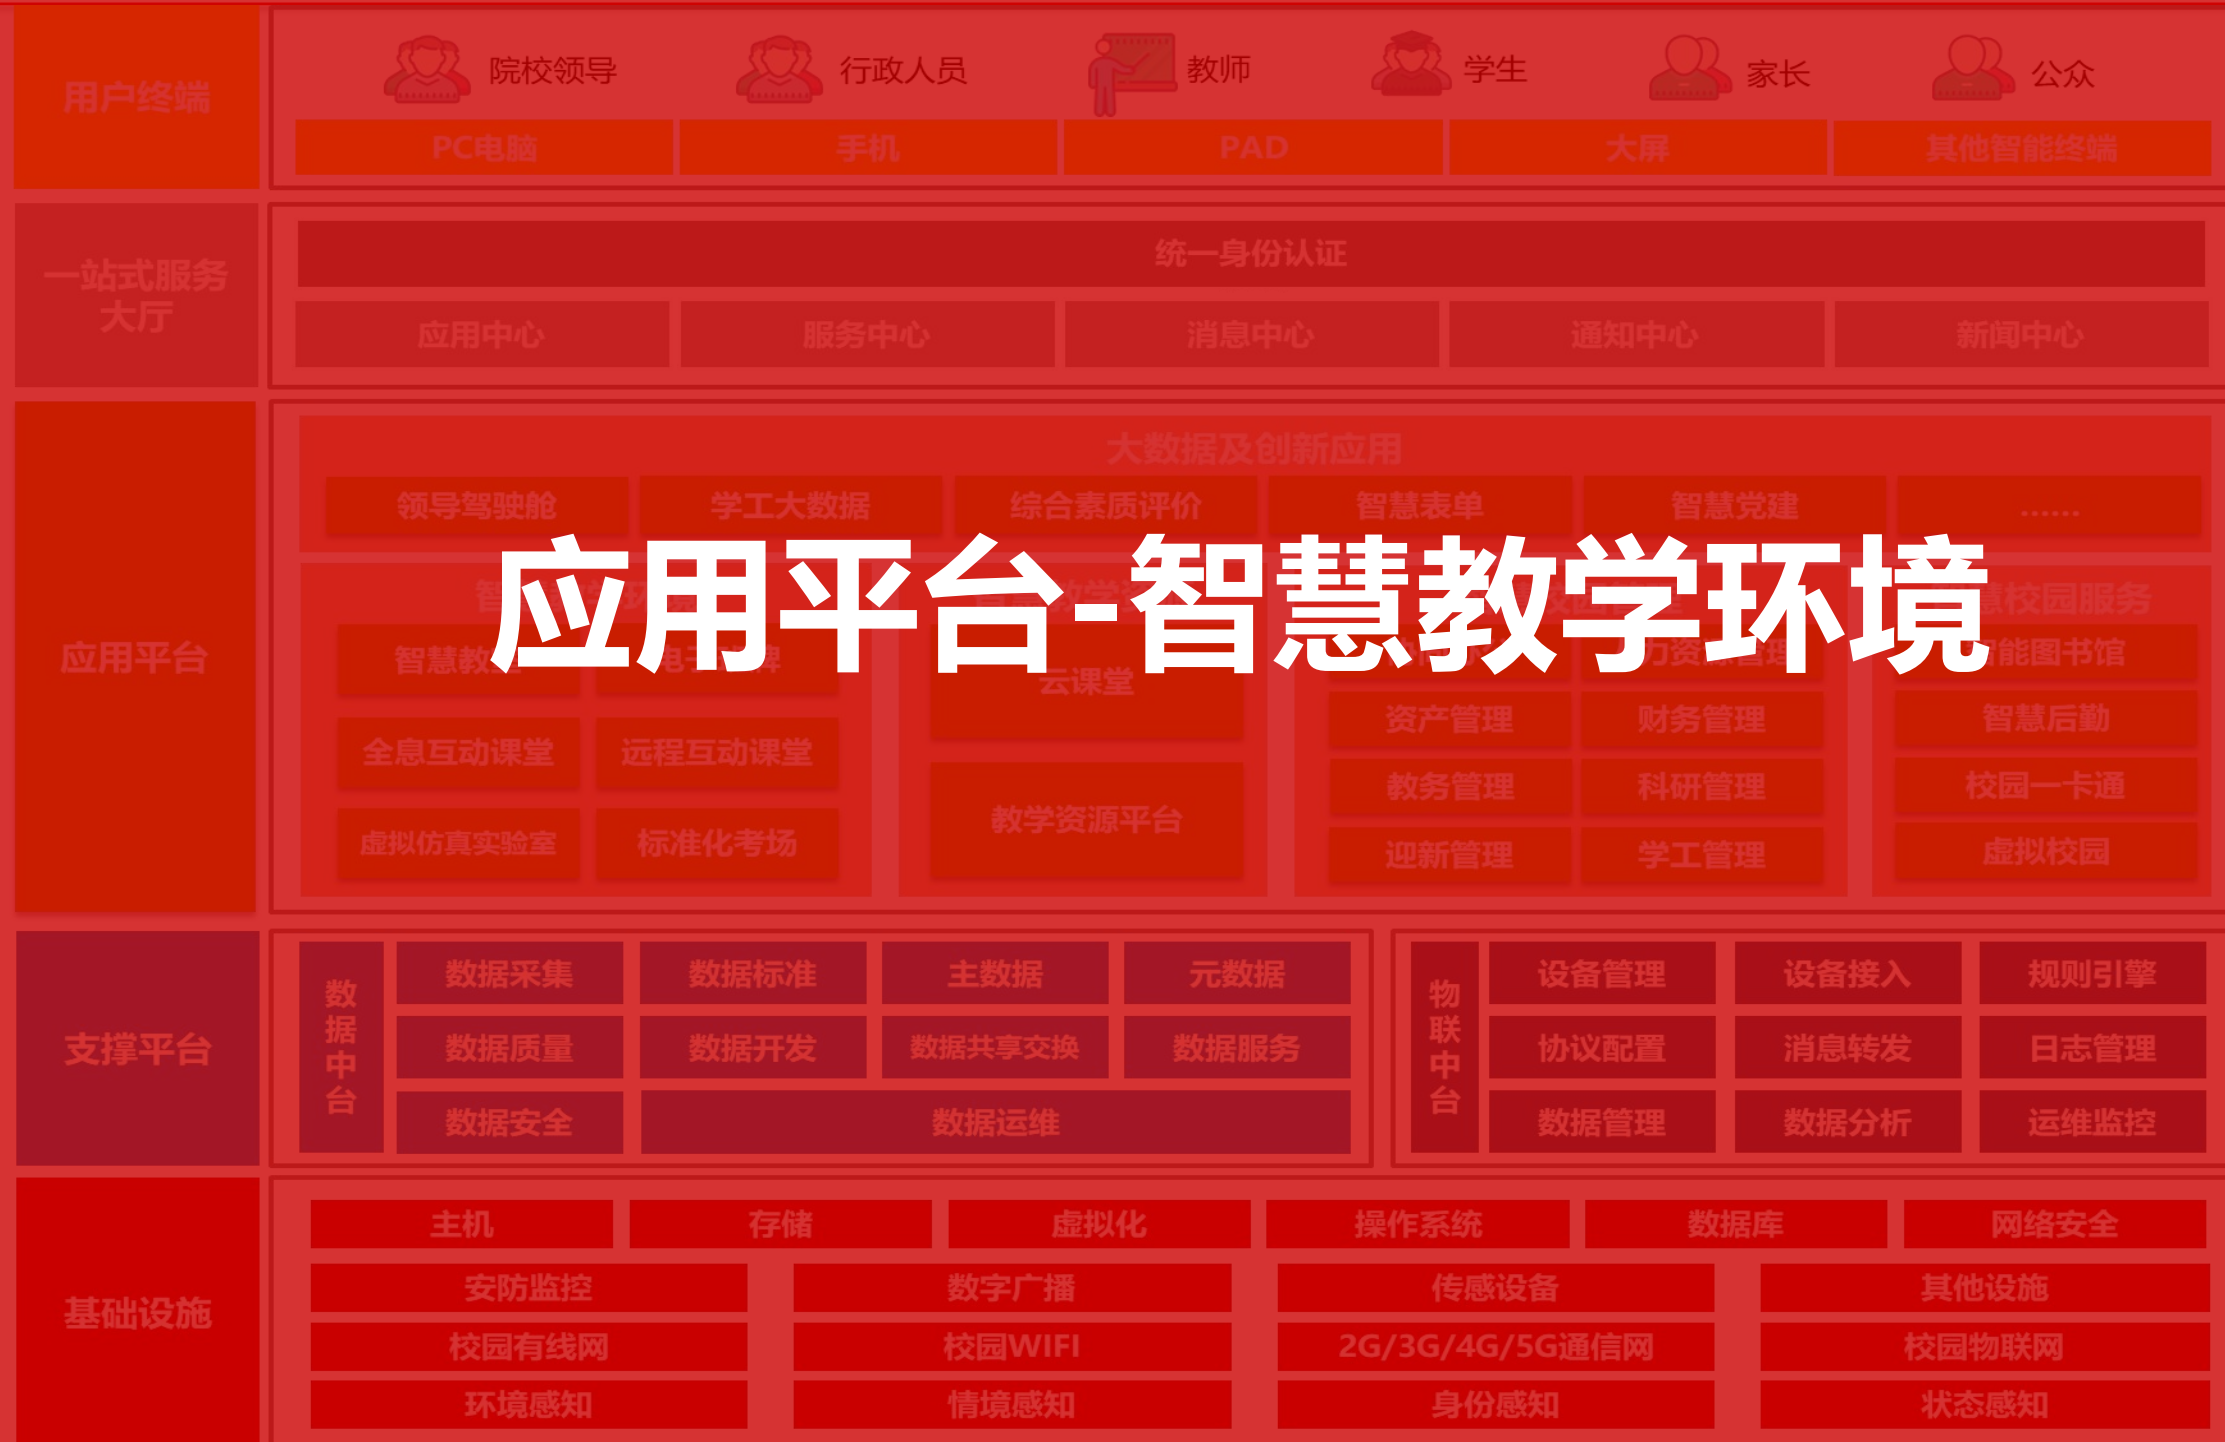 院校领导 行政人员 教师 学生 家长 公众
用户终端
PC电脑 手机 PAD 大屏 其他智能终端
统一身份认证
一站式服务
大厅
应用中心 服务中心 消息中心 通知中心 新闻中心
大数据及创新应用
领导驾驶舱 学工大数据 综合素质评价 智慧表单 智慧党建 ......
应用平台-智慧教学环境
慧校园服务
应用平台
智慧教 云课堂 力资源管理 智能图书馆
资产管理 财务管理 智慧后勤
全息互动课堂 远程互动课堂
教务管理 科研管理 校园一卡通
教学资源平台
虚拟仿真实验室 标准化考场
迎新管理 学工管理 虚拟校园
支撑平台
数据中台
数据采集 数据标准 主数据 元数据
数据质量 数据开发 数据共享交换 数据服务
数据安全 数据运维
物联中台
设备管理 设备接入 规则引擎
协议配置 消息转发 日志管理
数据管理 数据分析 运维监控
基础设施
主机 存储 虚拟化 操作系统 数据库 网络安全
安防监控 数字广播 传感设备 其他设施
校园有线网 校园WIFI 2G/3G/4G/5G通信网 校园物联网
环境感知 情境感知 身份感知 状态感知